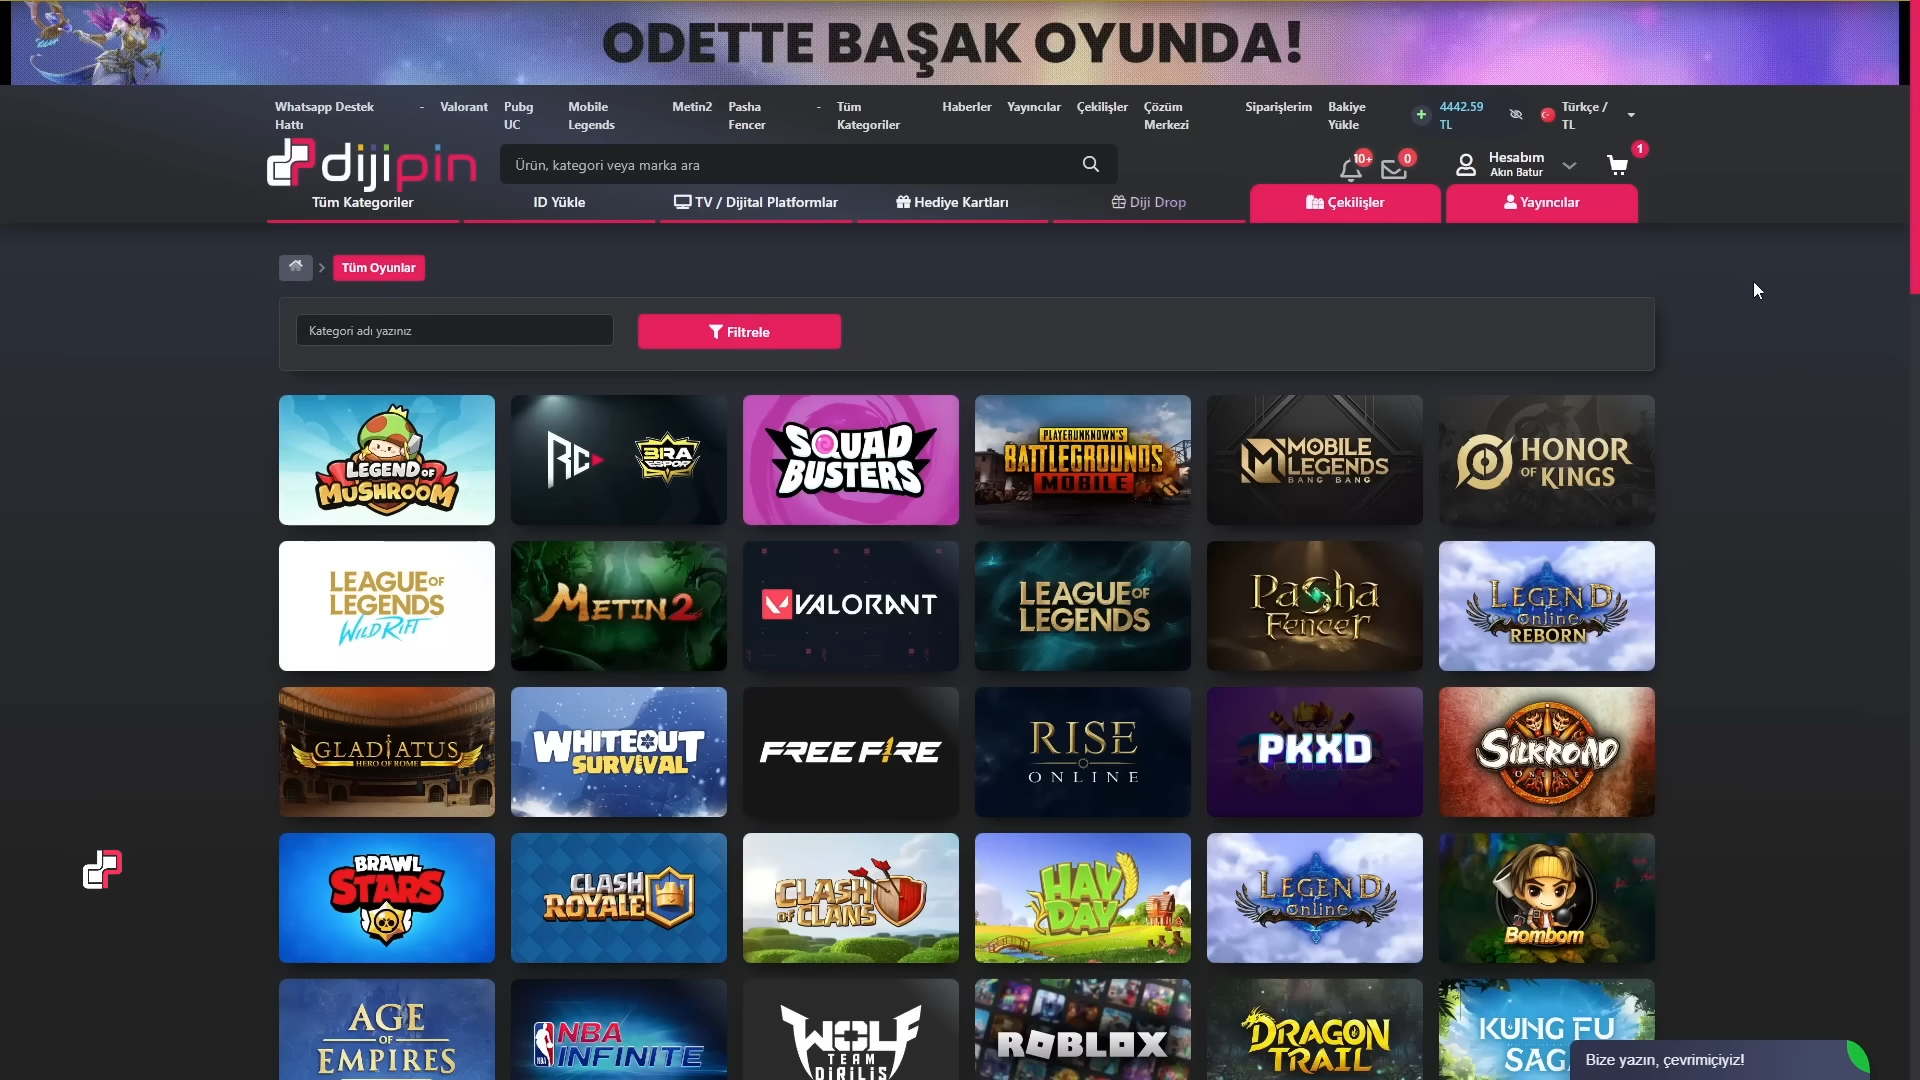 ODETTE BAŞAK OYUNDA!
Whatsapp Destek Hattı - Valorant Pubg UC Mobile Legends Metin2 Pasha Fencer - Tüm Kategoriler Haberler Yayıncılar Çekilişler Çözüm Merkezi Siparişlerim Bakiye Yükle 4442.59 TL Türkçe / TL
dijipin
Ürün, kategori veya marka ara
10+
0
Hesabım
Akın Batur
1
Tüm Kategoriler
ID Yükle
TV / Dijital Platformlar
Hediye Kartları
Diji Drop
Çekilişler
Yayıncılar
Tüm Oyunlar
Kategori adı yazınız
Filtrele
LEGEND OF MUSHROOM
RC BIRA ESPOR
SQUAD BUSTERS
PLAYERUNKNOWN'S BATTLEGROUNDS MOBILE
MOBILE LEGENDS BANG BANG
HONOR OF KINGS
LEAGUE OF LEGENDS WILD RIFT
METIN2
VALORANT
LEAGUE OF LEGENDS
Pasha Fencer
LEGEND online REBORN
GLADIATUS HERO OF ROME
WHITEOUT SURVIVAL
FREE FIRE
RISE ONLINE
PKXD
SILKROAD ONLINE
BRAWL STARS
CLASH ROYALE
CLASH OF CLANS
HAY DAY
LEGEND online
Bombom
AGE OF EMPIRES
NBA INFINITE
WOLF TEAM DİRİLİŞ
ROBLOX
DRAGON TRAIL
KUNG FU SAGA
Bize yazın, çevrimiçiyiz!